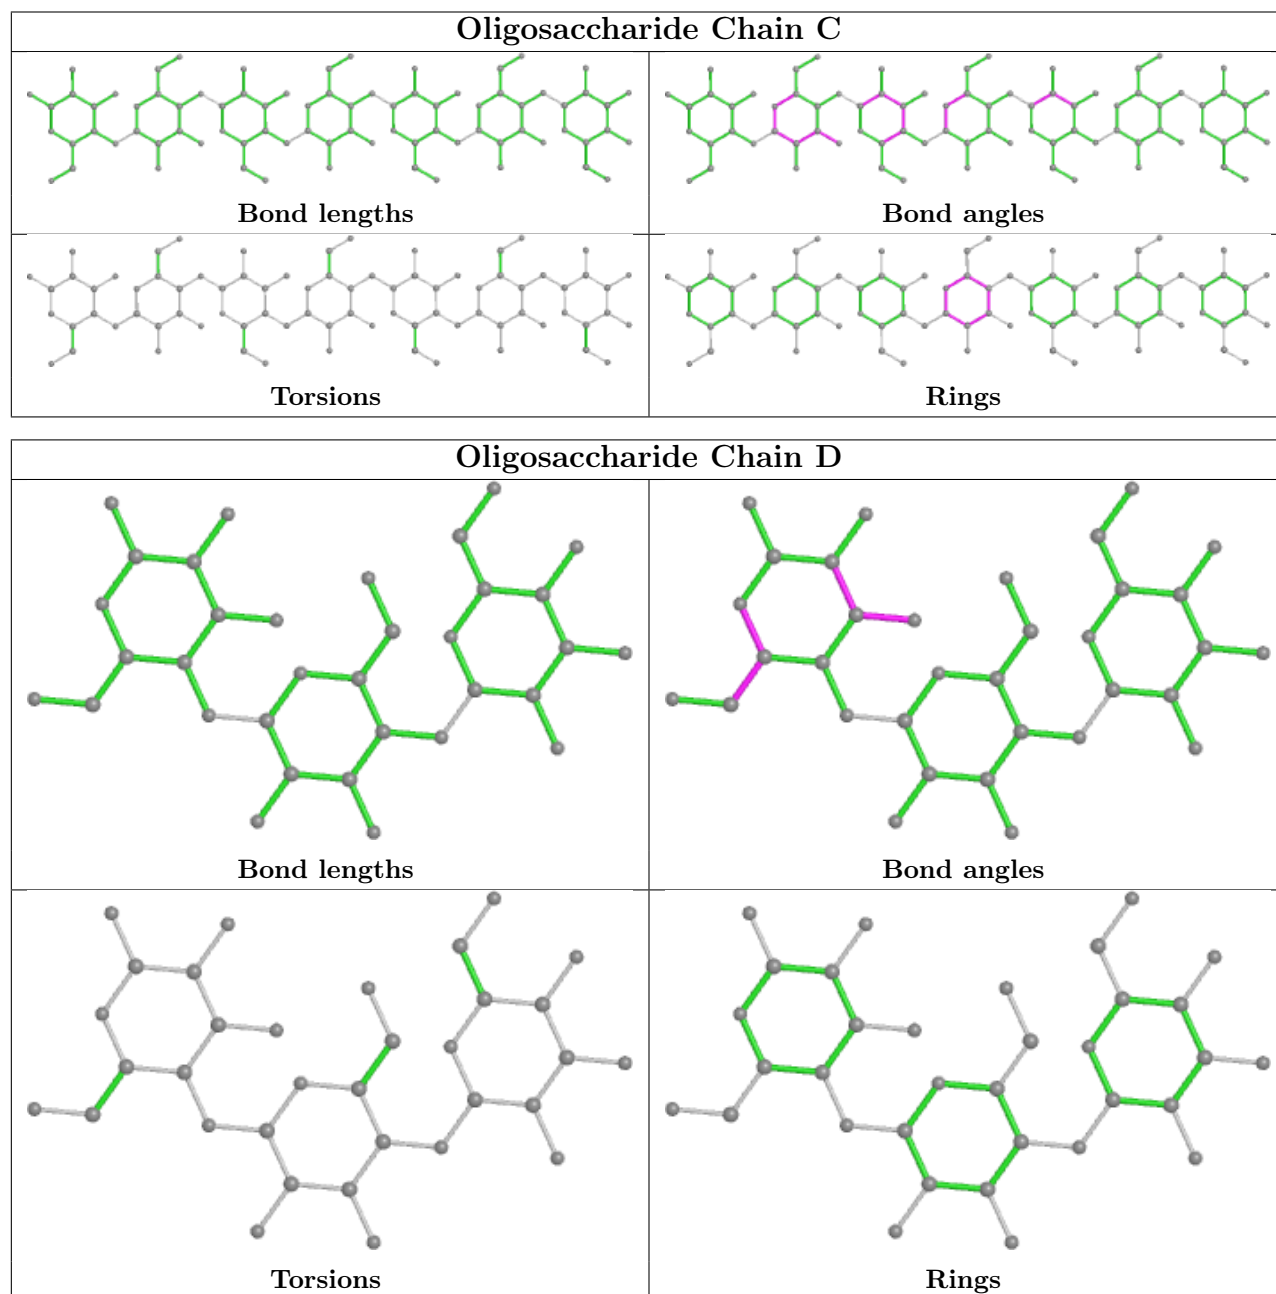 Oligosaccharide Chain C
Bond lengths
Bond angles
Torsions
Rings
Oligosaccharide Chain D
Bond lengths
Bond angles
Torsions
Rings